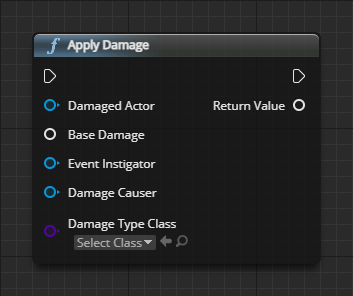 f Apply Damage
Damaged Actor Return Value
Base Damage
Event Instigator
Damage Causer
Damage Type Class
Select Class